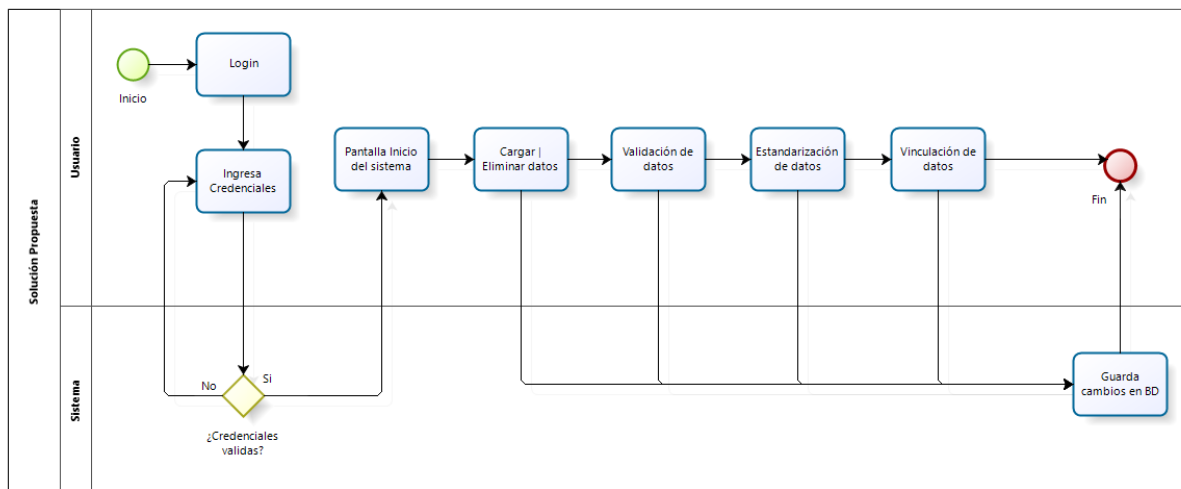 Solución Propuesta
Usuario
Inicio
Login
Ingresa
Credenciales
Pantalla Inicio
del sistema
Cargar |
Eliminar datos
Validación de
datos
Estandarización
de datos
Vinculación de
datos
Fin
Sistema
No
Si
¿Credenciales
validas?
Guarda
cambios en BD